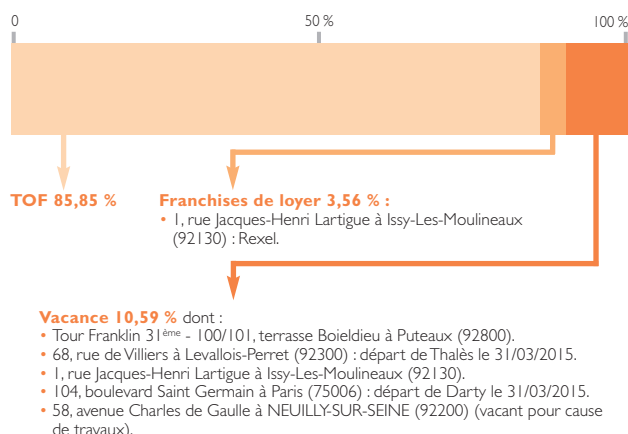 0 50 % 100 %
TOF 85,85 %
Franchises de loyer 3,56 % :
• 1, rue Jacques-Henri Lartigue à Issy-Les-Moulineaux
(92130) : Rexel.
Vacance 10,59 % dont :
• Tour Franklin 31ème - 100/101, terrasse Boieldieu à Puteaux (92800).
• 68, rue de Villiers à Levallois-Perret (92300) : départ de Thalès le 31/03/2015.
• 1, rue Jacques-Henri Lartigue à Issy-Les-Moulineaux (92130).
• 104, boulevard Saint Germain à Paris (75006) : départ de Darty le 31/03/2015.
• 58, avenue Charles de Gaulle à NEUILLY-SUR-SEINE (92200) (vacant pour cause
de travaux).